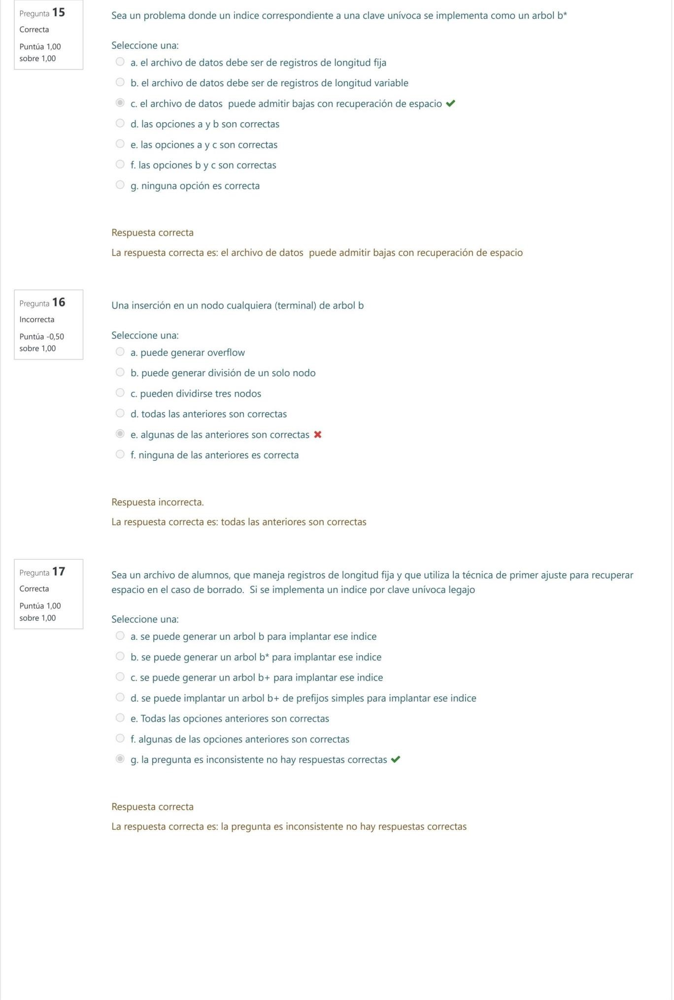 Pregunta 15
Correcta
Puntúa 1,00
sobre 1,00
Sea un problema donde un indice correspondiente a una clave unívoca se implementa como un arbol b*
Seleccione una:
a. el archivo de datos debe ser de registros de longitud fija
b. el archivo de datos debe ser de registros de longitud variable
c. el archivo de datos puede admitir bajas con recuperación de espacio
d. las opciones a y b son correctas
e. las opciones a y c son correctas
f. las opciones b y c son correctas
g. ninguna opción es correcta
Respuesta correcta
La respuesta correcta es: el archivo de datos puede admitir bajas con recuperación de espacio
Pregunta 16
Incorrecta
Puntúa -0,50
sobre 1,00
Una inserción en un nodo cualquiera (terminal) de arbol b
Seleccione una:
a. puede generar overflow
b. puede generar división de un solo nodo
c. pueden dividirse tres nodos
d. todas las anteriores son correctas
e. algunas de las anteriores son correctas
f. ninguna de las anteriores es correcta
Respuesta incorrecta.
La respuesta correcta es: todas las anteriores son correctas
Pregunta 17
Correcta
Puntúa 1,00
sobre 1,00
Sea un archivo de alumnos, que maneja registros de longitud fija y que utiliza la técnica de primer ajuste para recuperar
espacio en el caso de borrado. Si se implementa un indice por clave unívoca legajo
Seleccione una:
a. se puede generar un arbol b para implantar ese indice
b. se puede generar un arbol b* para implantar ese indice
c. se puede generar un arbol b+ para implantar ese indice
d. se puede implantar un arbol b+ de prefijos simples para implantar ese indice
e. Todas las opciones anteriores son correctas
f. algunas de las opciones anteriores son correctas
g. la pregunta es inconsistente no hay respuestas correctas
Respuesta correcta
La respuesta correcta es: la pregunta es inconsistente no hay respuestas correctas